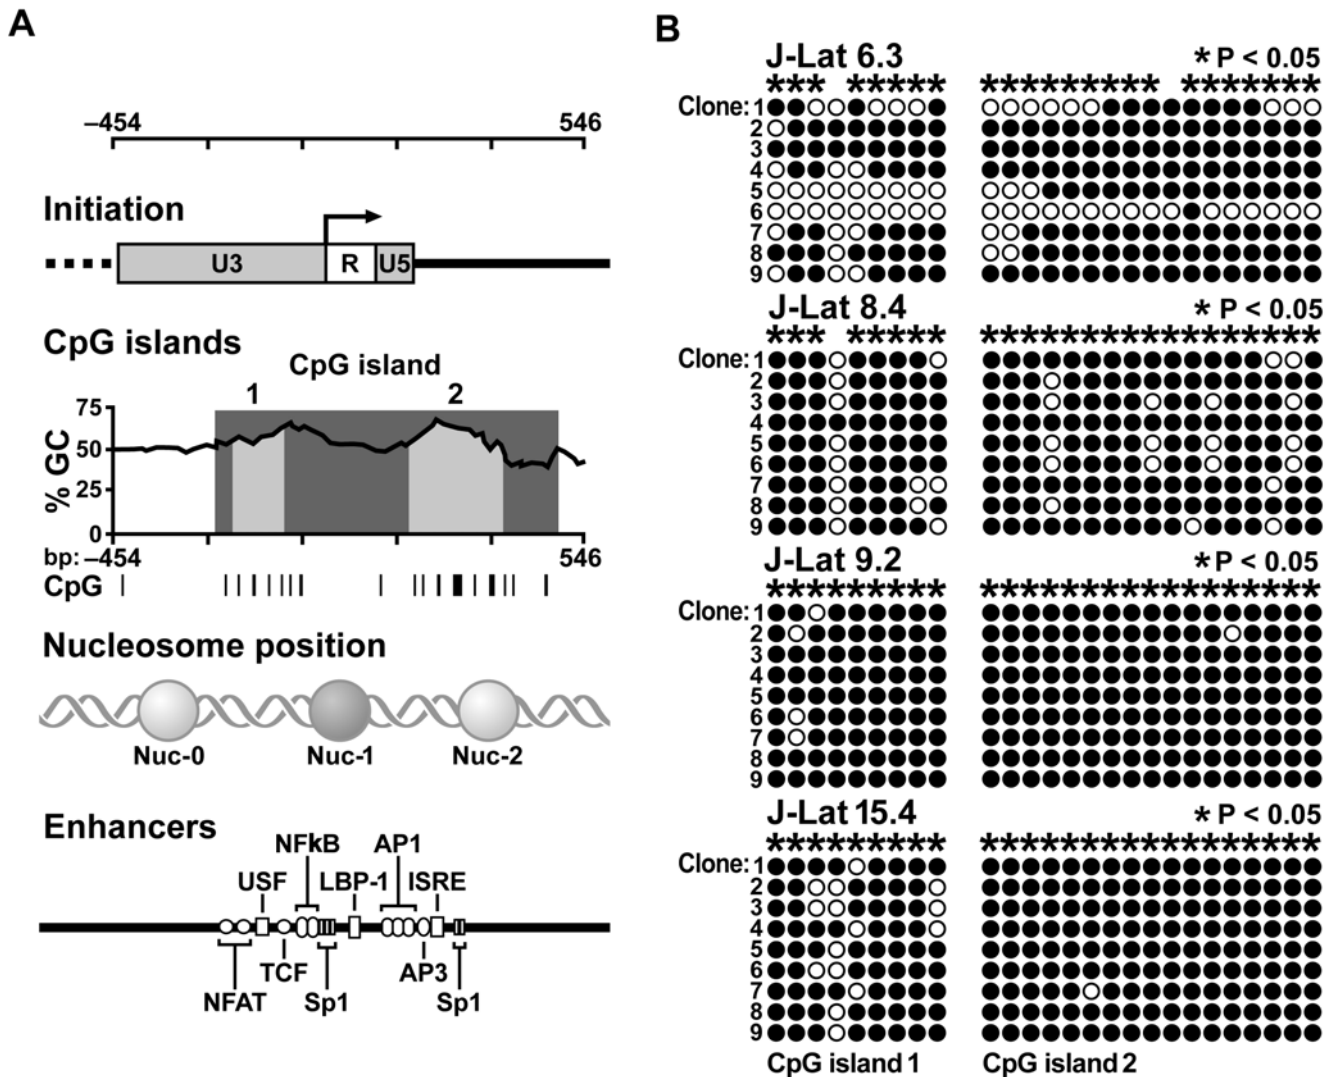 A
–454 546
Initiation
U3 R U5
CpG islands
CpG island
1 2
75
50
25
0
% GC
bp: –454 546
CpG
Nucleosome position
Nuc-0 Nuc-1 Nuc-2
Enhancers
NFkB AP1
USF LBP-1 ISRE
TCF AP3
NFAT Sp1 Sp1
B
J-Lat 6.3 * P < 0.05
*** ***** ********* *******
Clone: 1
2
3
4
5
6
7
8
9
J-Lat 8.4 * P < 0.05
*** ***** *****************
Clone: 1
2
3
4
5
6
7
8
9
J-Lat 9.2 * P < 0.05
********* *****************
Clone: 1
2
3
4
5
6
7
8
9
J-Lat 15.4 * P < 0.05
********* *****************
Clone: 1
2
3
4
5
6
7
8
9
CpG island 1 CpG island 2